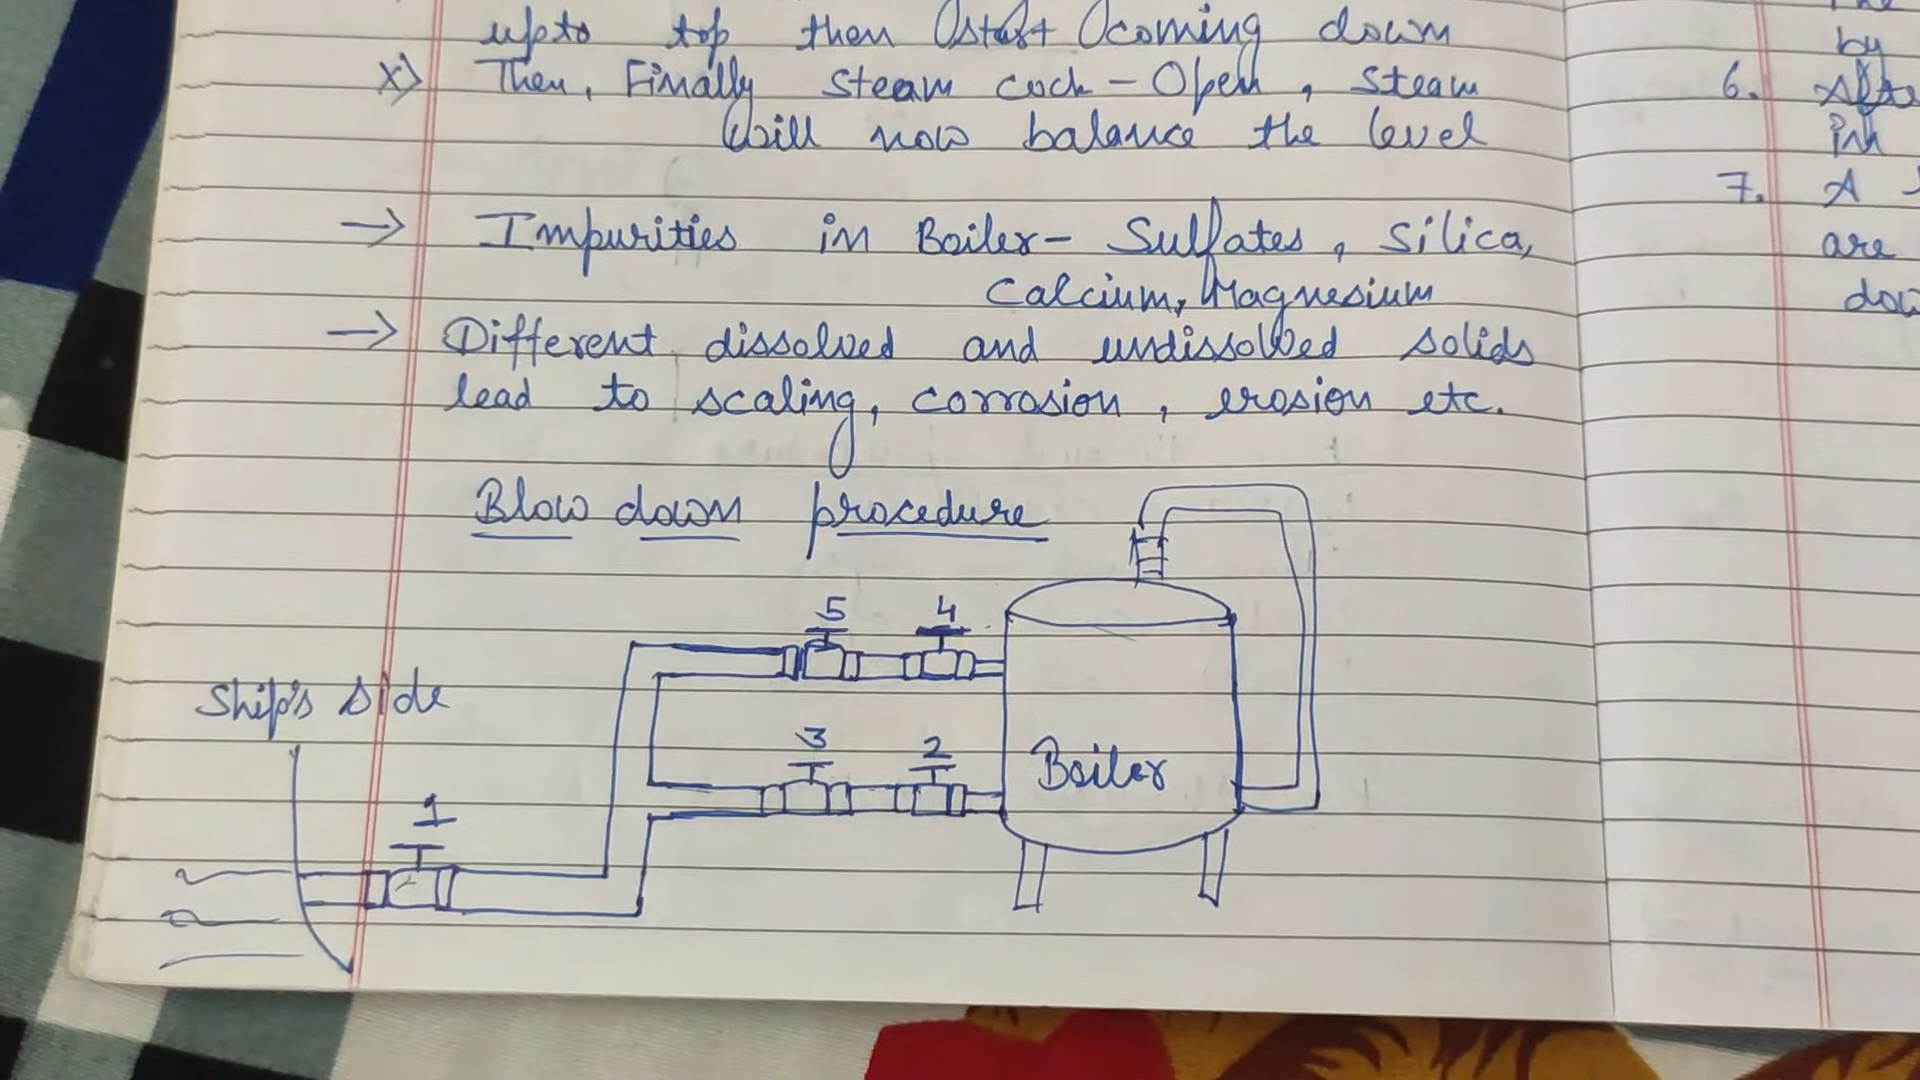 upto top then start coming down
x) Then, Finally steam cock - Open, steam
will now balance the level
→ Impurities in Boiler - Sulfates, Silica,
Calcium, Magnesium
→ Different dissolved and undissolved solids
lead to scaling, corrosion, erosion etc.
Blow down procedure
5 4
Ship's side
3 2
Boiler
1
by
6.
7. A
are